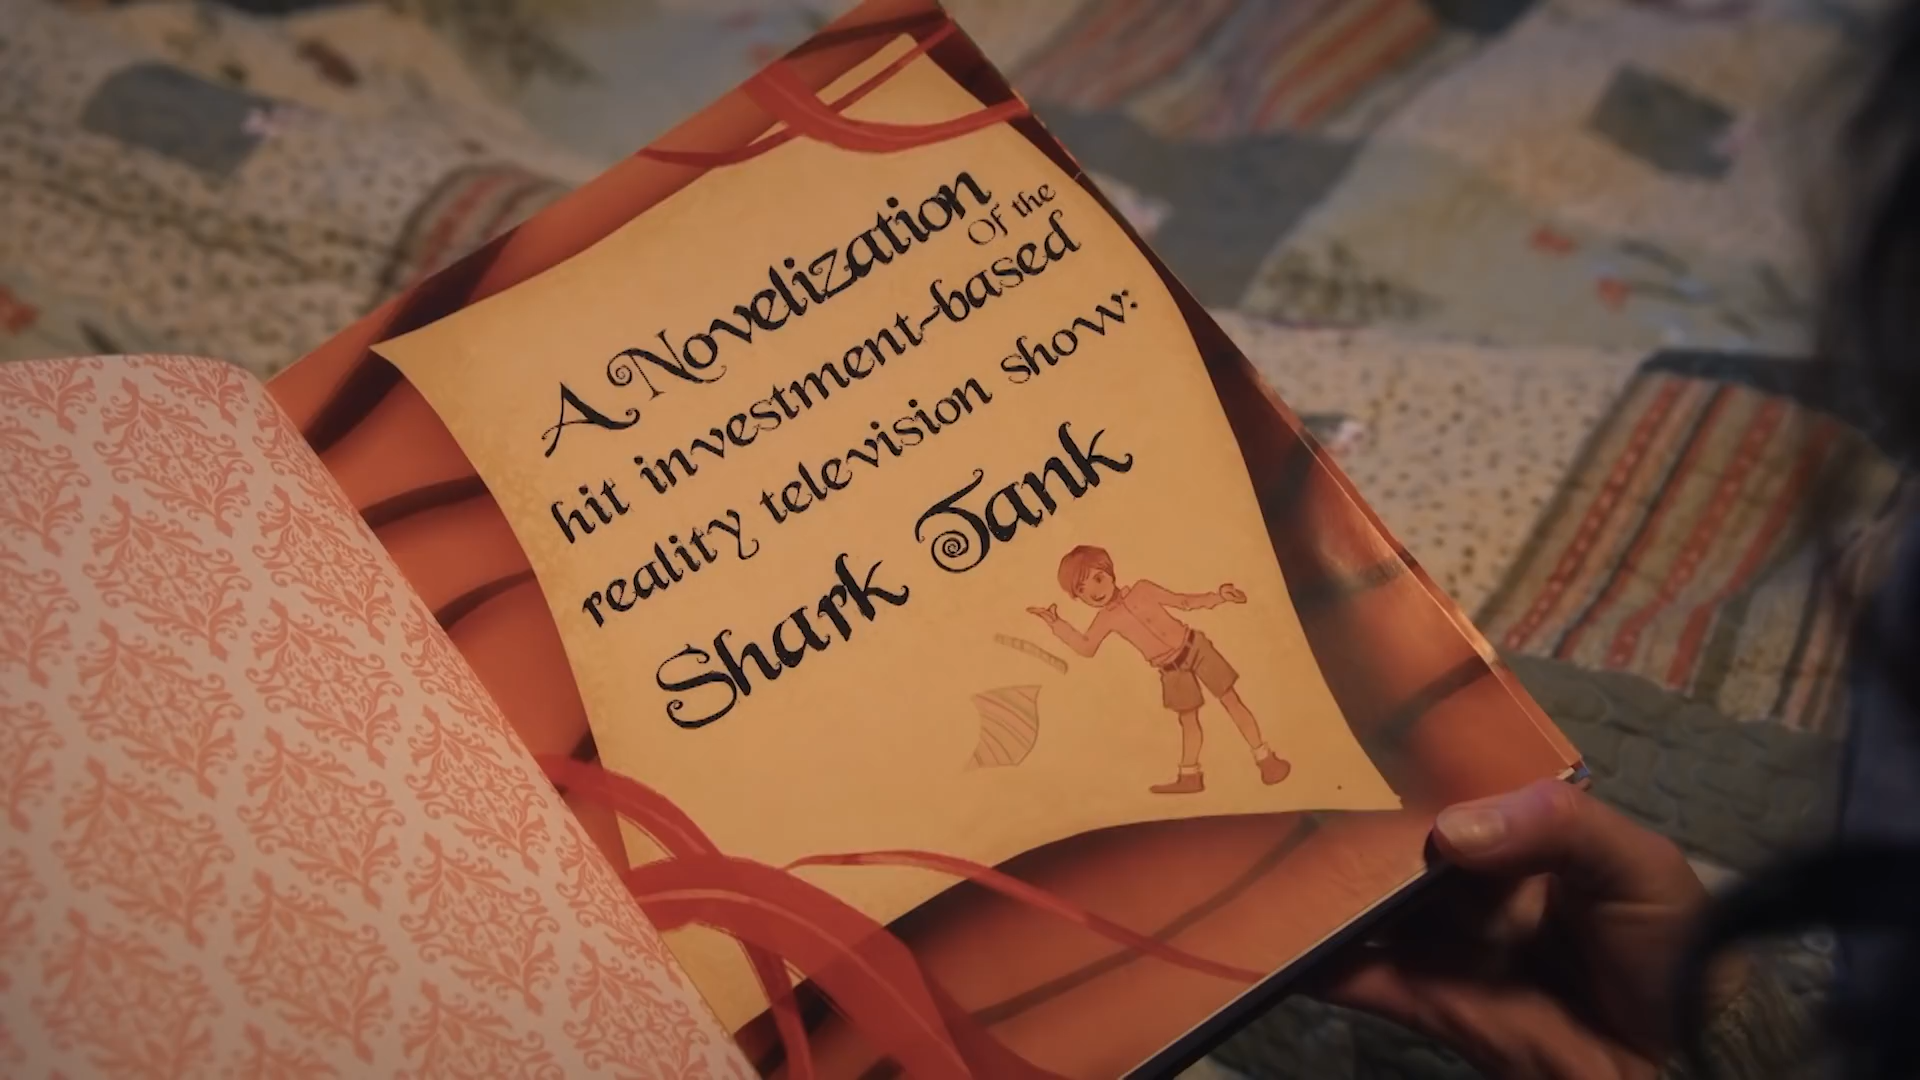 A Novelization
Of the
hit investment-based
reality television show:
Shark Tank